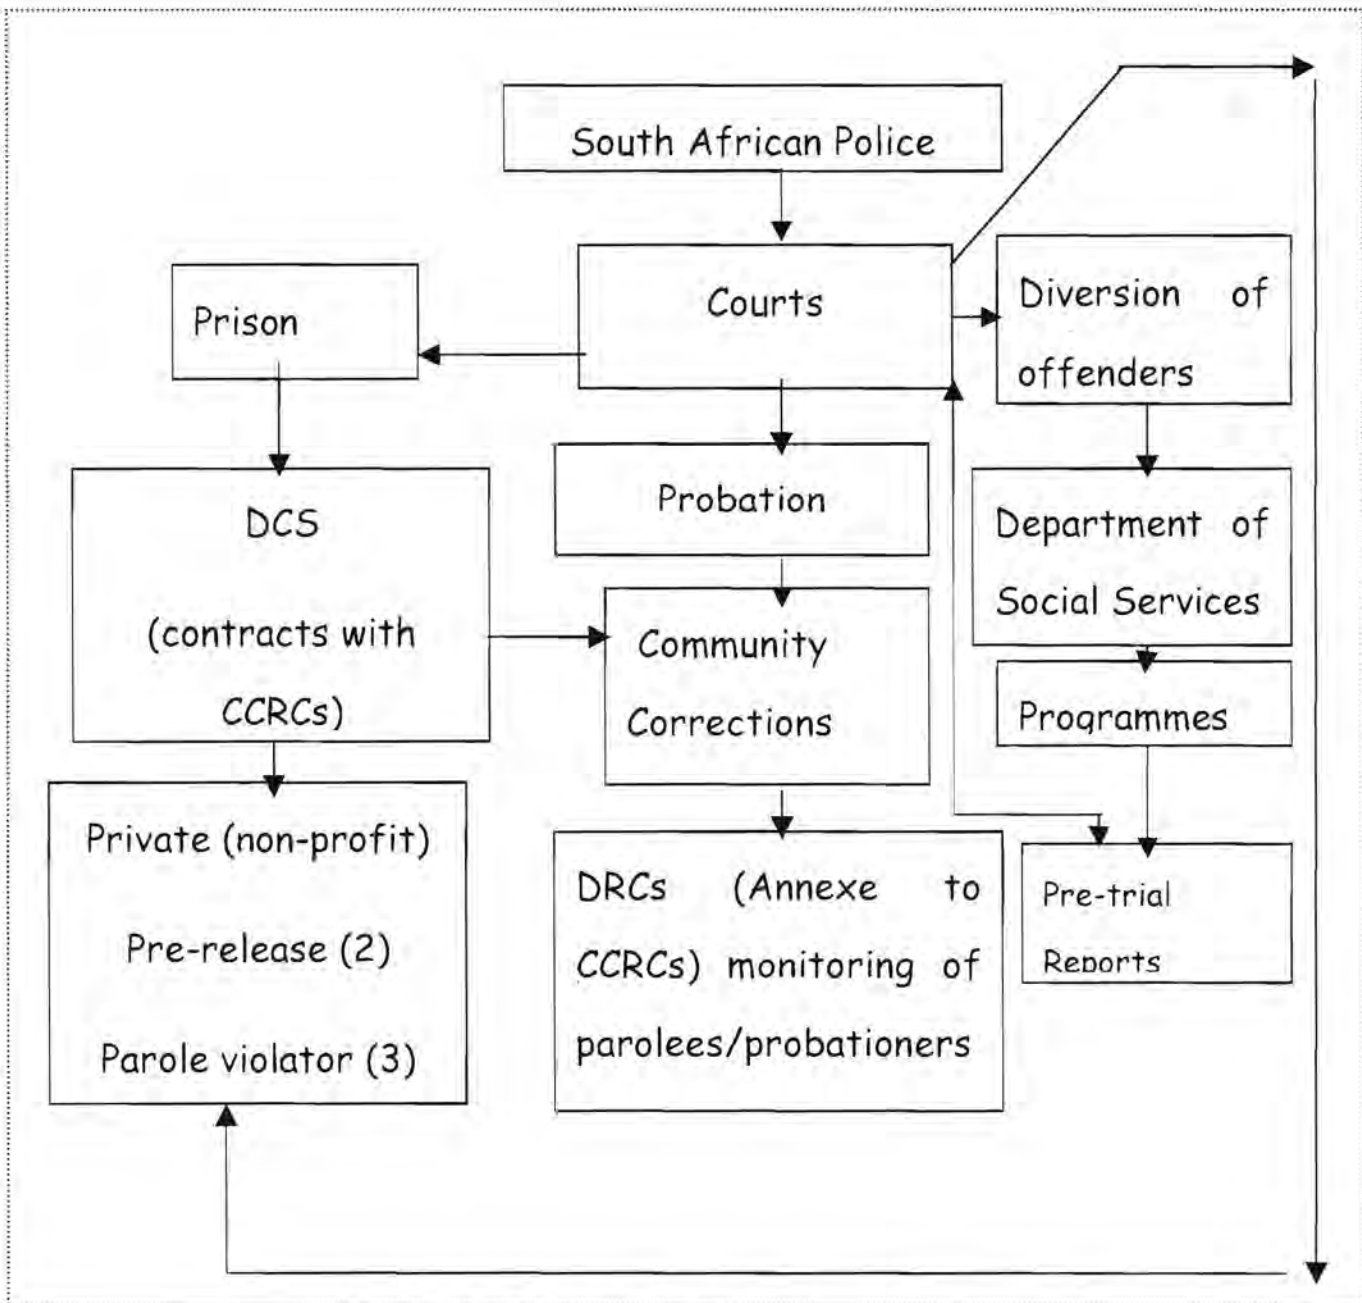 South African Police
Courts
Prison
Diversion of
offenders
Probation
DCS
(contracts with
CCRCs)
Department of
Social Services
Community
Corrections
Programmes
Private (non-profit)
Pre-release (2)
Parole violator (3)
DRCs (Annexe to
CCRCs) monitoring of
parolees/probationers
Pre-trial
Reports